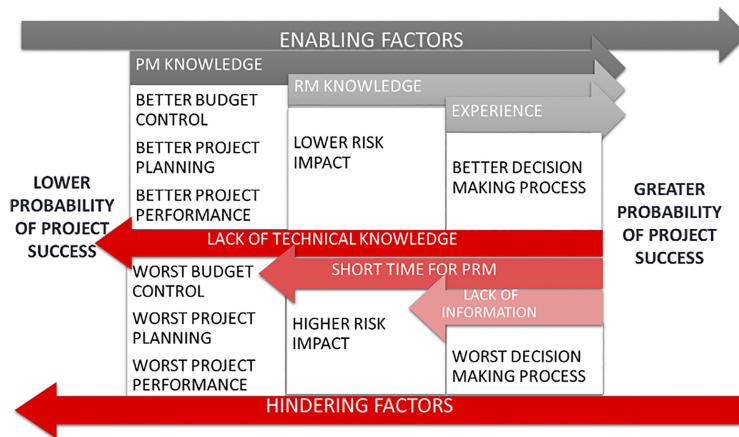 ENABLING FACTORS
PM KNOWLEDGE
RM KNOWLEDGE
EXPERIENCE
BETTER BUDGET
CONTROL
BETTER PROJECT
PLANNING
BETTER PROJECT
PERFORMANCE
LOWER RISK
IMPACT
BETTER DECISION
MAKING PROCESS
LOWER
PROBABILITY
OF PROJECT
SUCCESS
GREATER
PROBABILITY
OF PROJECT
SUCCESS
LACK OF TECHNICAL KNOWLEDGE
SHORT TIME FOR PRM
LACK OF
INFORMATION
WORST BUDGET
CONTROL
WORST PROJECT
PLANNING
WORST PROJECT
PERFORMANCE
HIGHER RISK
IMPACT
WORST DECISION
MAKING PROCESS
HINDERING FACTORS